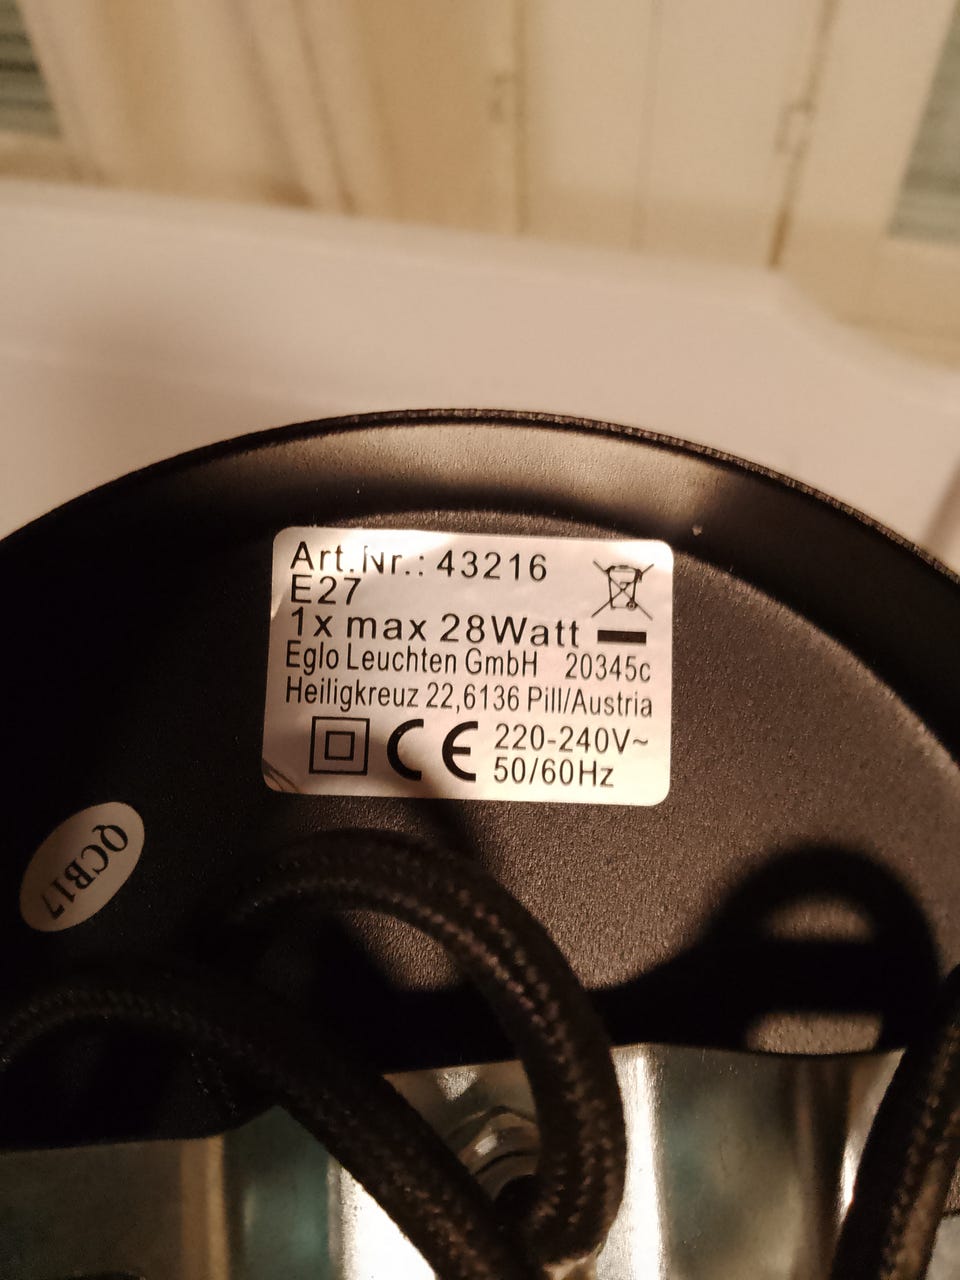 Art.Nr.: 43216
E27
1x max 28Watt
Eglo Leuchten GmbH 20345c
Heiligkreuz 22,6136 Pill/Austria
CE 220-240V~
50/60Hz
QCB17